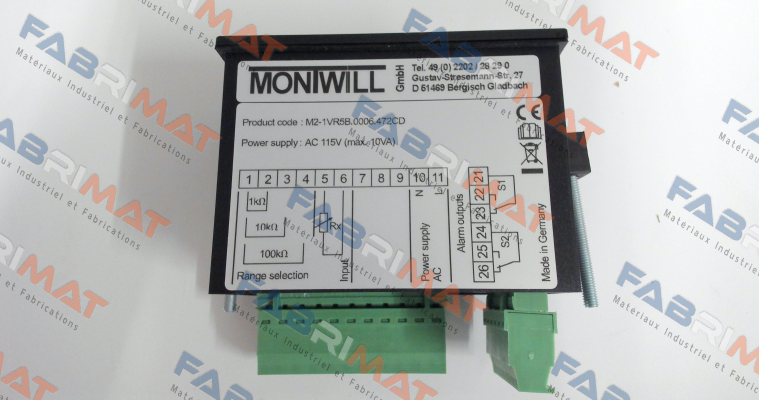 MONTWILL GmbH
Tel. 49 (0) 2202 / 28 29 0
Gustav-Stresemann-Str. 27
D 51469 Bergisch Gladbach
Product code : M2-1VR5B.0006.472CD
Power supply : AC 115V (max. 10VA)
CE
1 2 3 4 5 6 7 8 9 10 11
1kΩ
10kΩ
100kΩ
Range selection
Rx
Input
N
Power supply
AC
Alarm outputs
26 25 24 23 22 21
S1
S2
Made in Germany
FABRIMAT
Matériaux Industriel et Fabrications